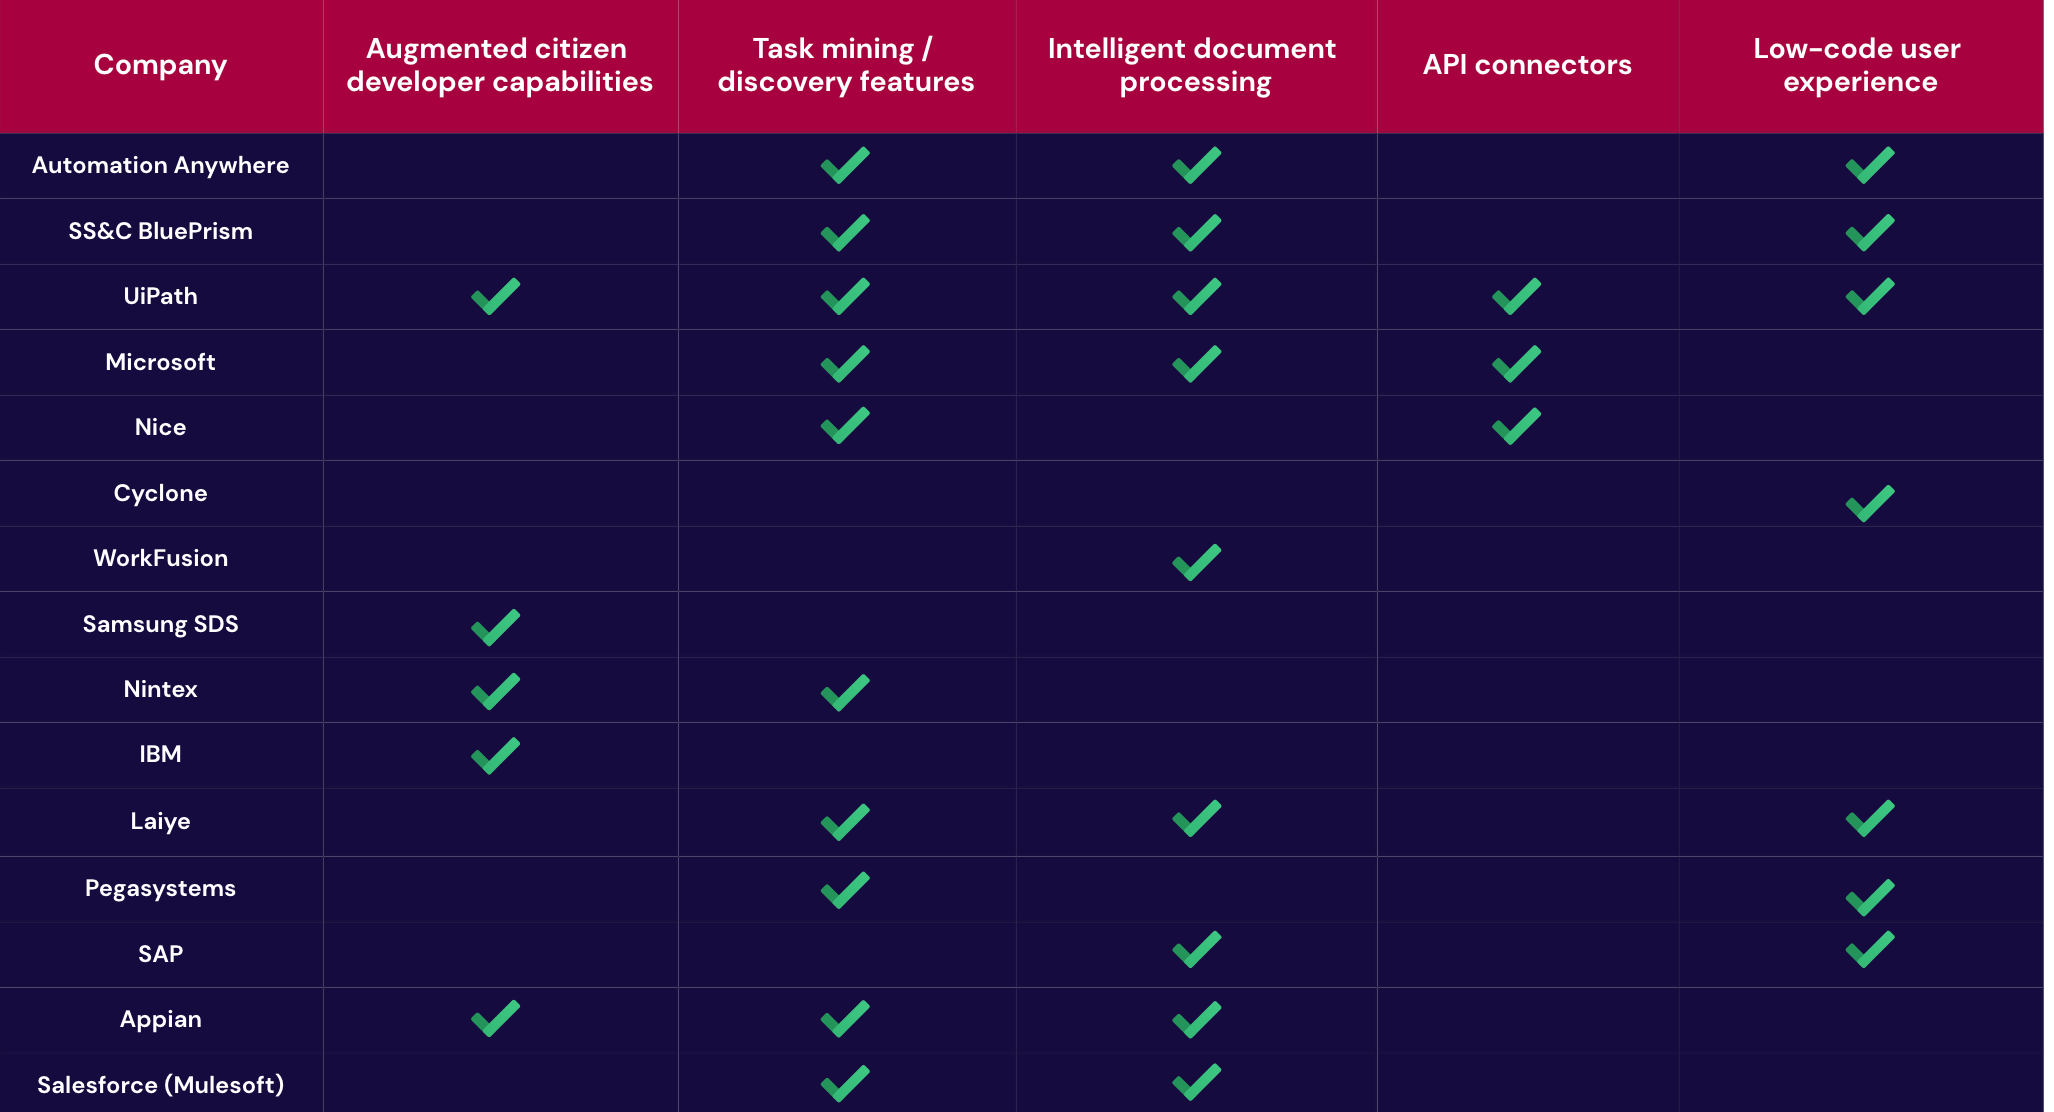 Company
Augmented citizen
developer capabilities
Task mining /
discovery features
Intelligent document
processing
API connectors
Low-code user
experience
Automation Anywhere
SS&C BluePrism
UiPath
Microsoft
Nice
Cyclone
WorkFusion
Samsung SDS
Nintex
IBM
Laiye
Pegasystems
SAP
Appian
Salesforce (Mulesoft)